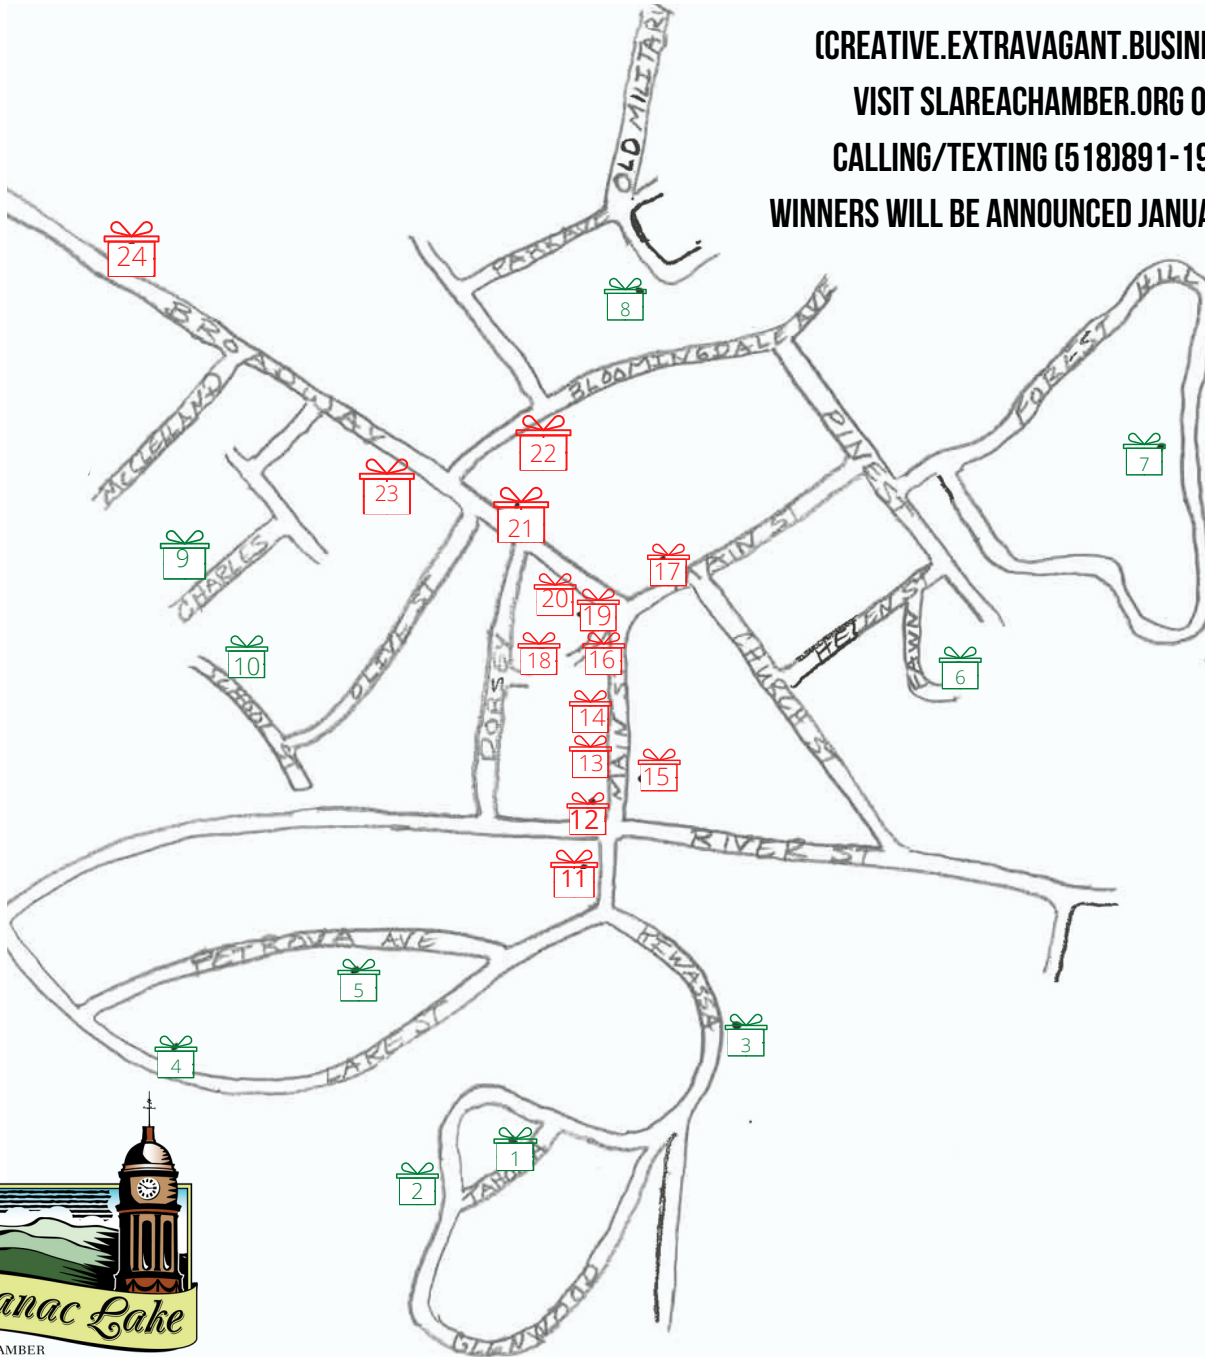 (CREATIVE.EXTRAVAGANT.BUSINE
VISIT SLAREACHAMBER.ORG O
CALLING/TEXTING (518)891-19
WINNERS WILL BE ANNOUNCED JANUA
OLD MILITARY
PARK AVE
24
8
BROADWAY
BLOOMINGDALE AVE
FOREST HILL
MCLELLAND
PINE ST
22
7
23
21
MAIN ST
9
CHARLES
17
20
19
HELEN ST
10
OLIVE ST
18
16
CHURCH ST
FAWN ST
6
SCHOOL ST
DORSEY
14
MAIN S
13
15
12
RIVER ST
11
PETROVA AVE
KIWASSA
5
3
4
LAKE ST
1
2
GLENWOOD
anac Lake
AMBER